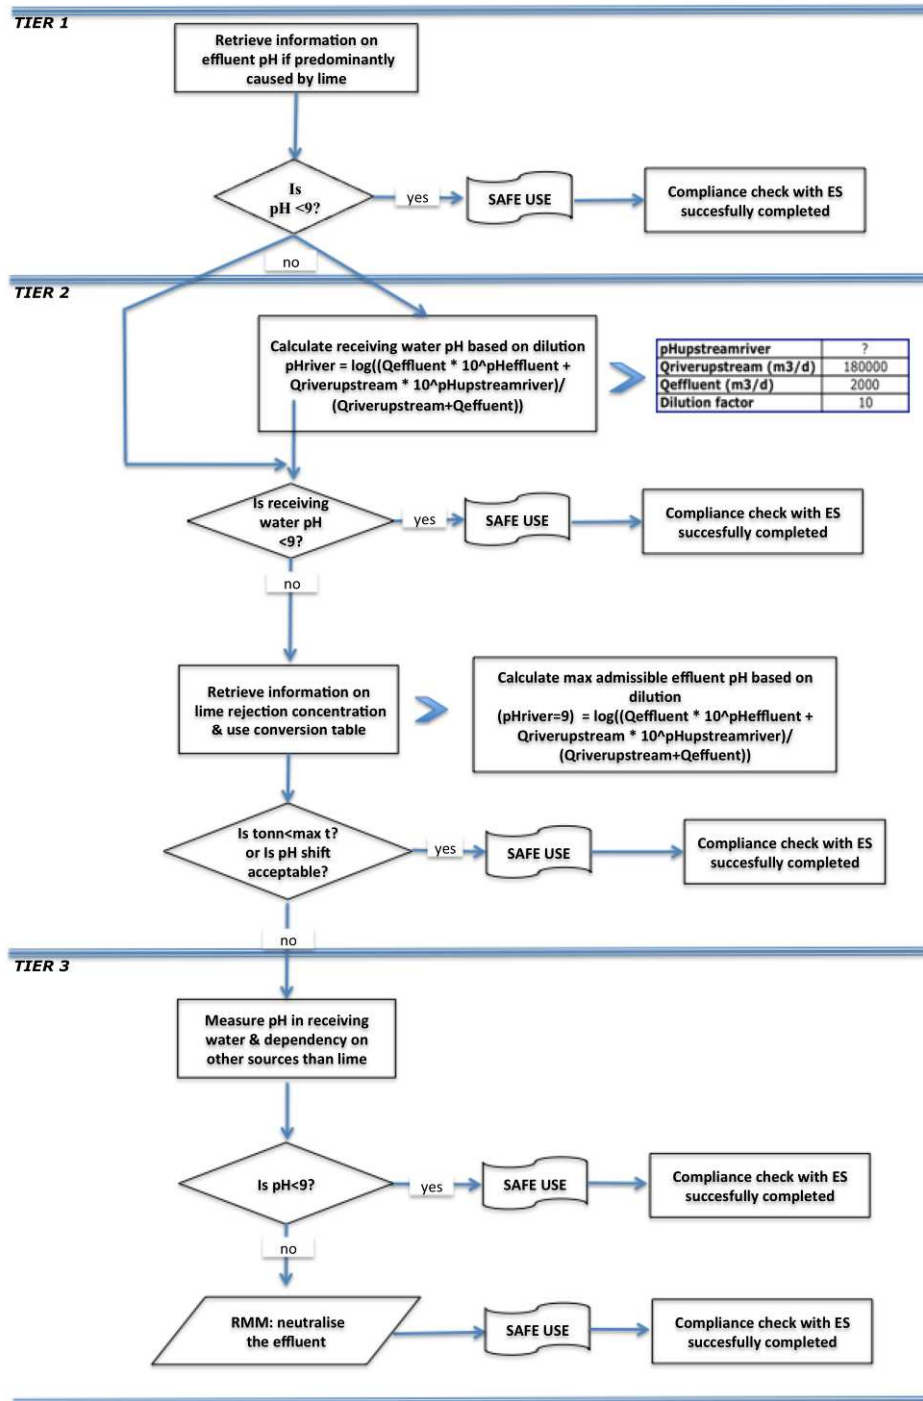 TIER 1
Retrieve information on
effluent pH if predominantly
caused by lime
Is
pH <9?
yes
SAFE USE
Compliance check with ES
succesfully completed
no
TIER 2
Calculate receiving water pH based on dilution
pHriver = log((Qeffluent * 10^pHeffluent +
Qriverupstream * 10^pHupstreamriver)/
(Qriverupstream+Qeffuent))
pHupstreamriver ?
Qriverupstream (m3/d) 180000
Qeffluent (m3/d) 2000
Dilution factor 10
Is receiving
water pH
<9?
yes
SAFE USE
Compliance check with ES
succesfully completed
no
Retrieve information on
lime rejection concentration
& use conversion table
Calculate max admissible effluent pH based on
dilution
(pHriver=9) = log((Qeffluent * 10^pHeffluent +
Qriverupstream * 10^pHupstreamriver)/
(Qriverupstream+Qeffuent))
Is tonn<max t?
or Is pH shift
acceptable?
yes
SAFE USE
Compliance check with ES
succesfully completed
no
TIER 3
Measure pH in receiving
water & dependency on
other sources than lime
Is pH<9?
yes
SAFE USE
Compliance check with ES
succesfully completed
no
RMM: neutralise
the effluent
SAFE USE
Compliance check with ES
succesfully completed